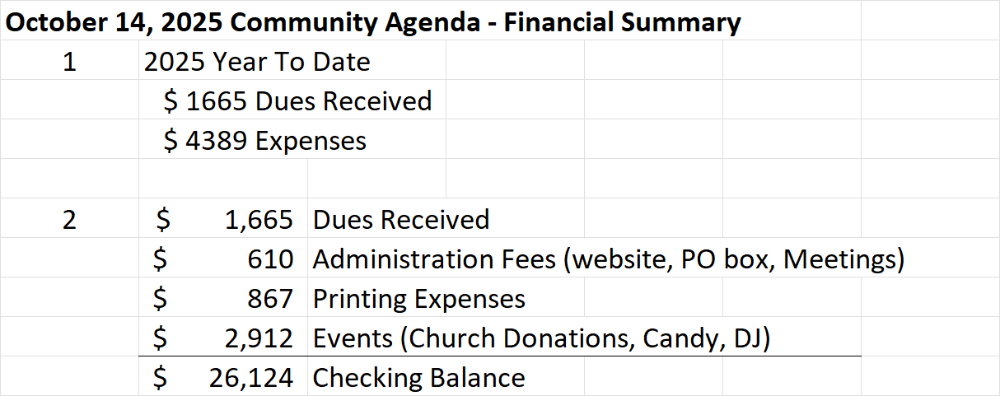 October 14, 2025 Community Agenda - Financial Summary
1 2025 Year To Date
$ 1665 Dues Received
$ 4389 Expenses
2 $ 1,665 Dues Received
$ 610 Administration Fees (website, PO box, Meetings)
$ 867 Printing Expenses
$ 2,912 Events (Church Donations, Candy, DJ)
$ 26,124 Checking Balance